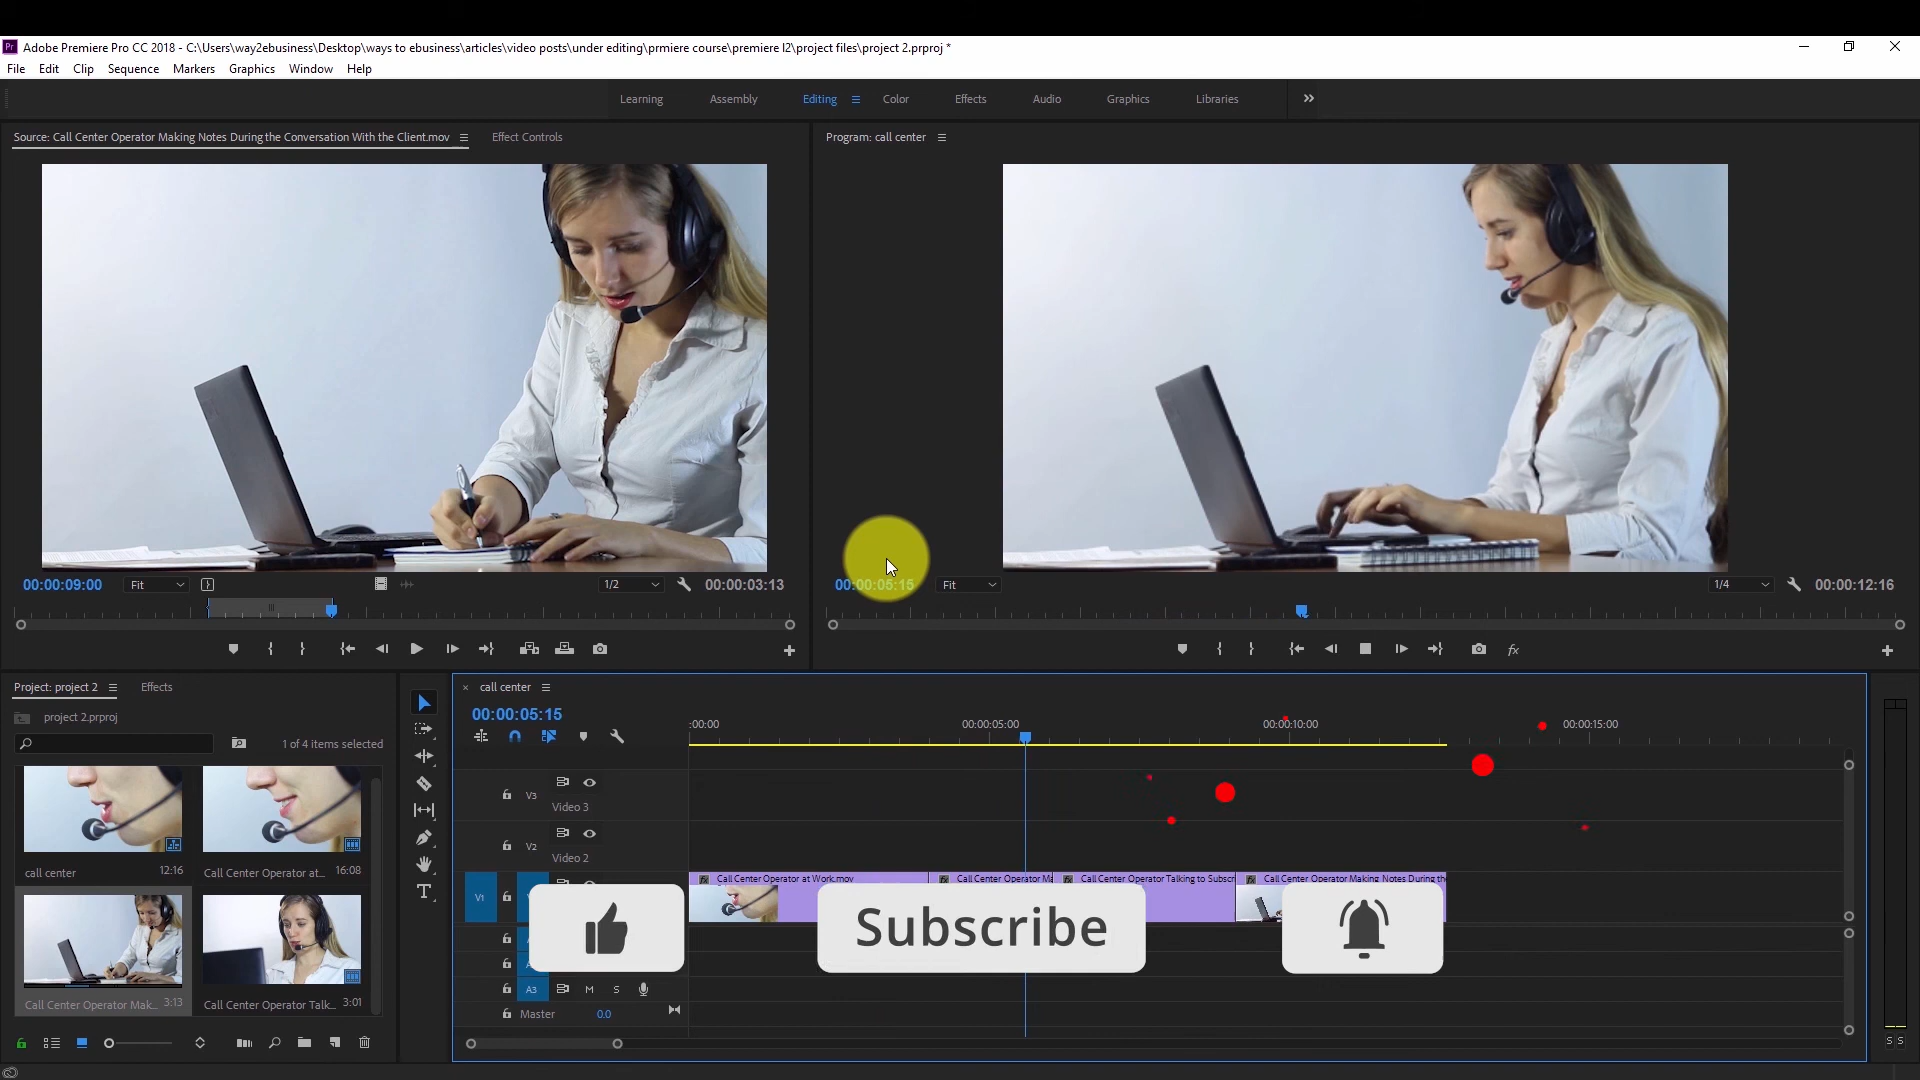 Adobe Premiere Pro CC 2018 - C:\Users\way2ebusiness\Desktop\ways to ebusiness\articles\video posts\under editing\prmiere course\premiere l2\project files\project 2.prproj *
File Edit Clip Sequence Markers Graphics Window Help
Learning Assembly Editing Color Effects Audio Graphics Libraries
Source: Call Center Operator Making Notes During the Conversation With the Client.mov Effect Controls
Program: call center
00:00:09:00 Fit 1/2 00:00:03:13
00:00:05:15 Fit 1/4 00:00:12:16
Project: project 2 Effects
project 2.prproj
1 of 4 items selected
call center 12:16
Call Center Operator at... 16:08
Call Center Operator Mak... 3:13
Call Center Operator Talk... 3:01
call center
00:00:05:15
:00:00 00:00:05:00 00:00:10:00 00:00:15:00
V3 Video 3
V2 Video 2
V1
Call Center Operator at Work.mov
Call Center Operator Ma
Call Center Operator Talking to Subscr
Call Center Operator Making Notes During the
Subscribe
A3 M S
Master 0.0
S S